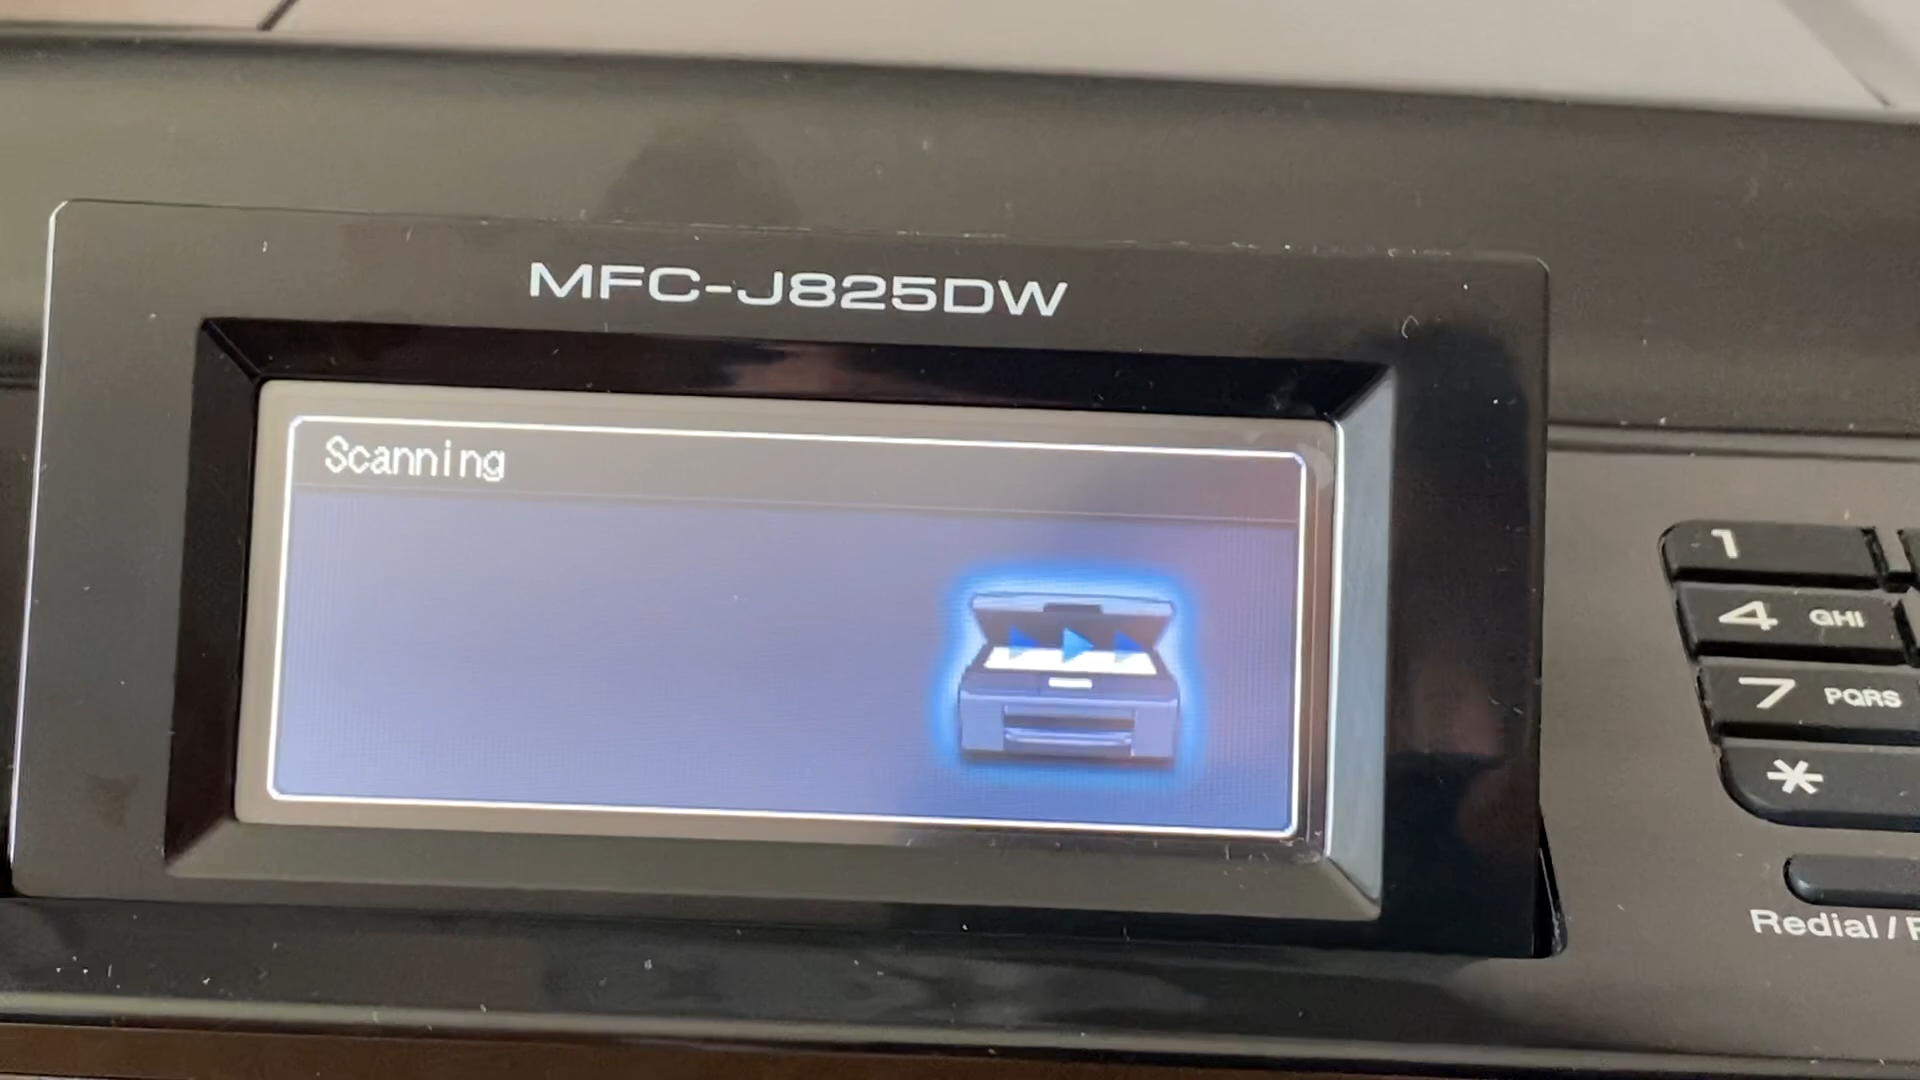 MFC-J825DW
Scanning
1
4 GHI
7 PQRS
*
Redial /